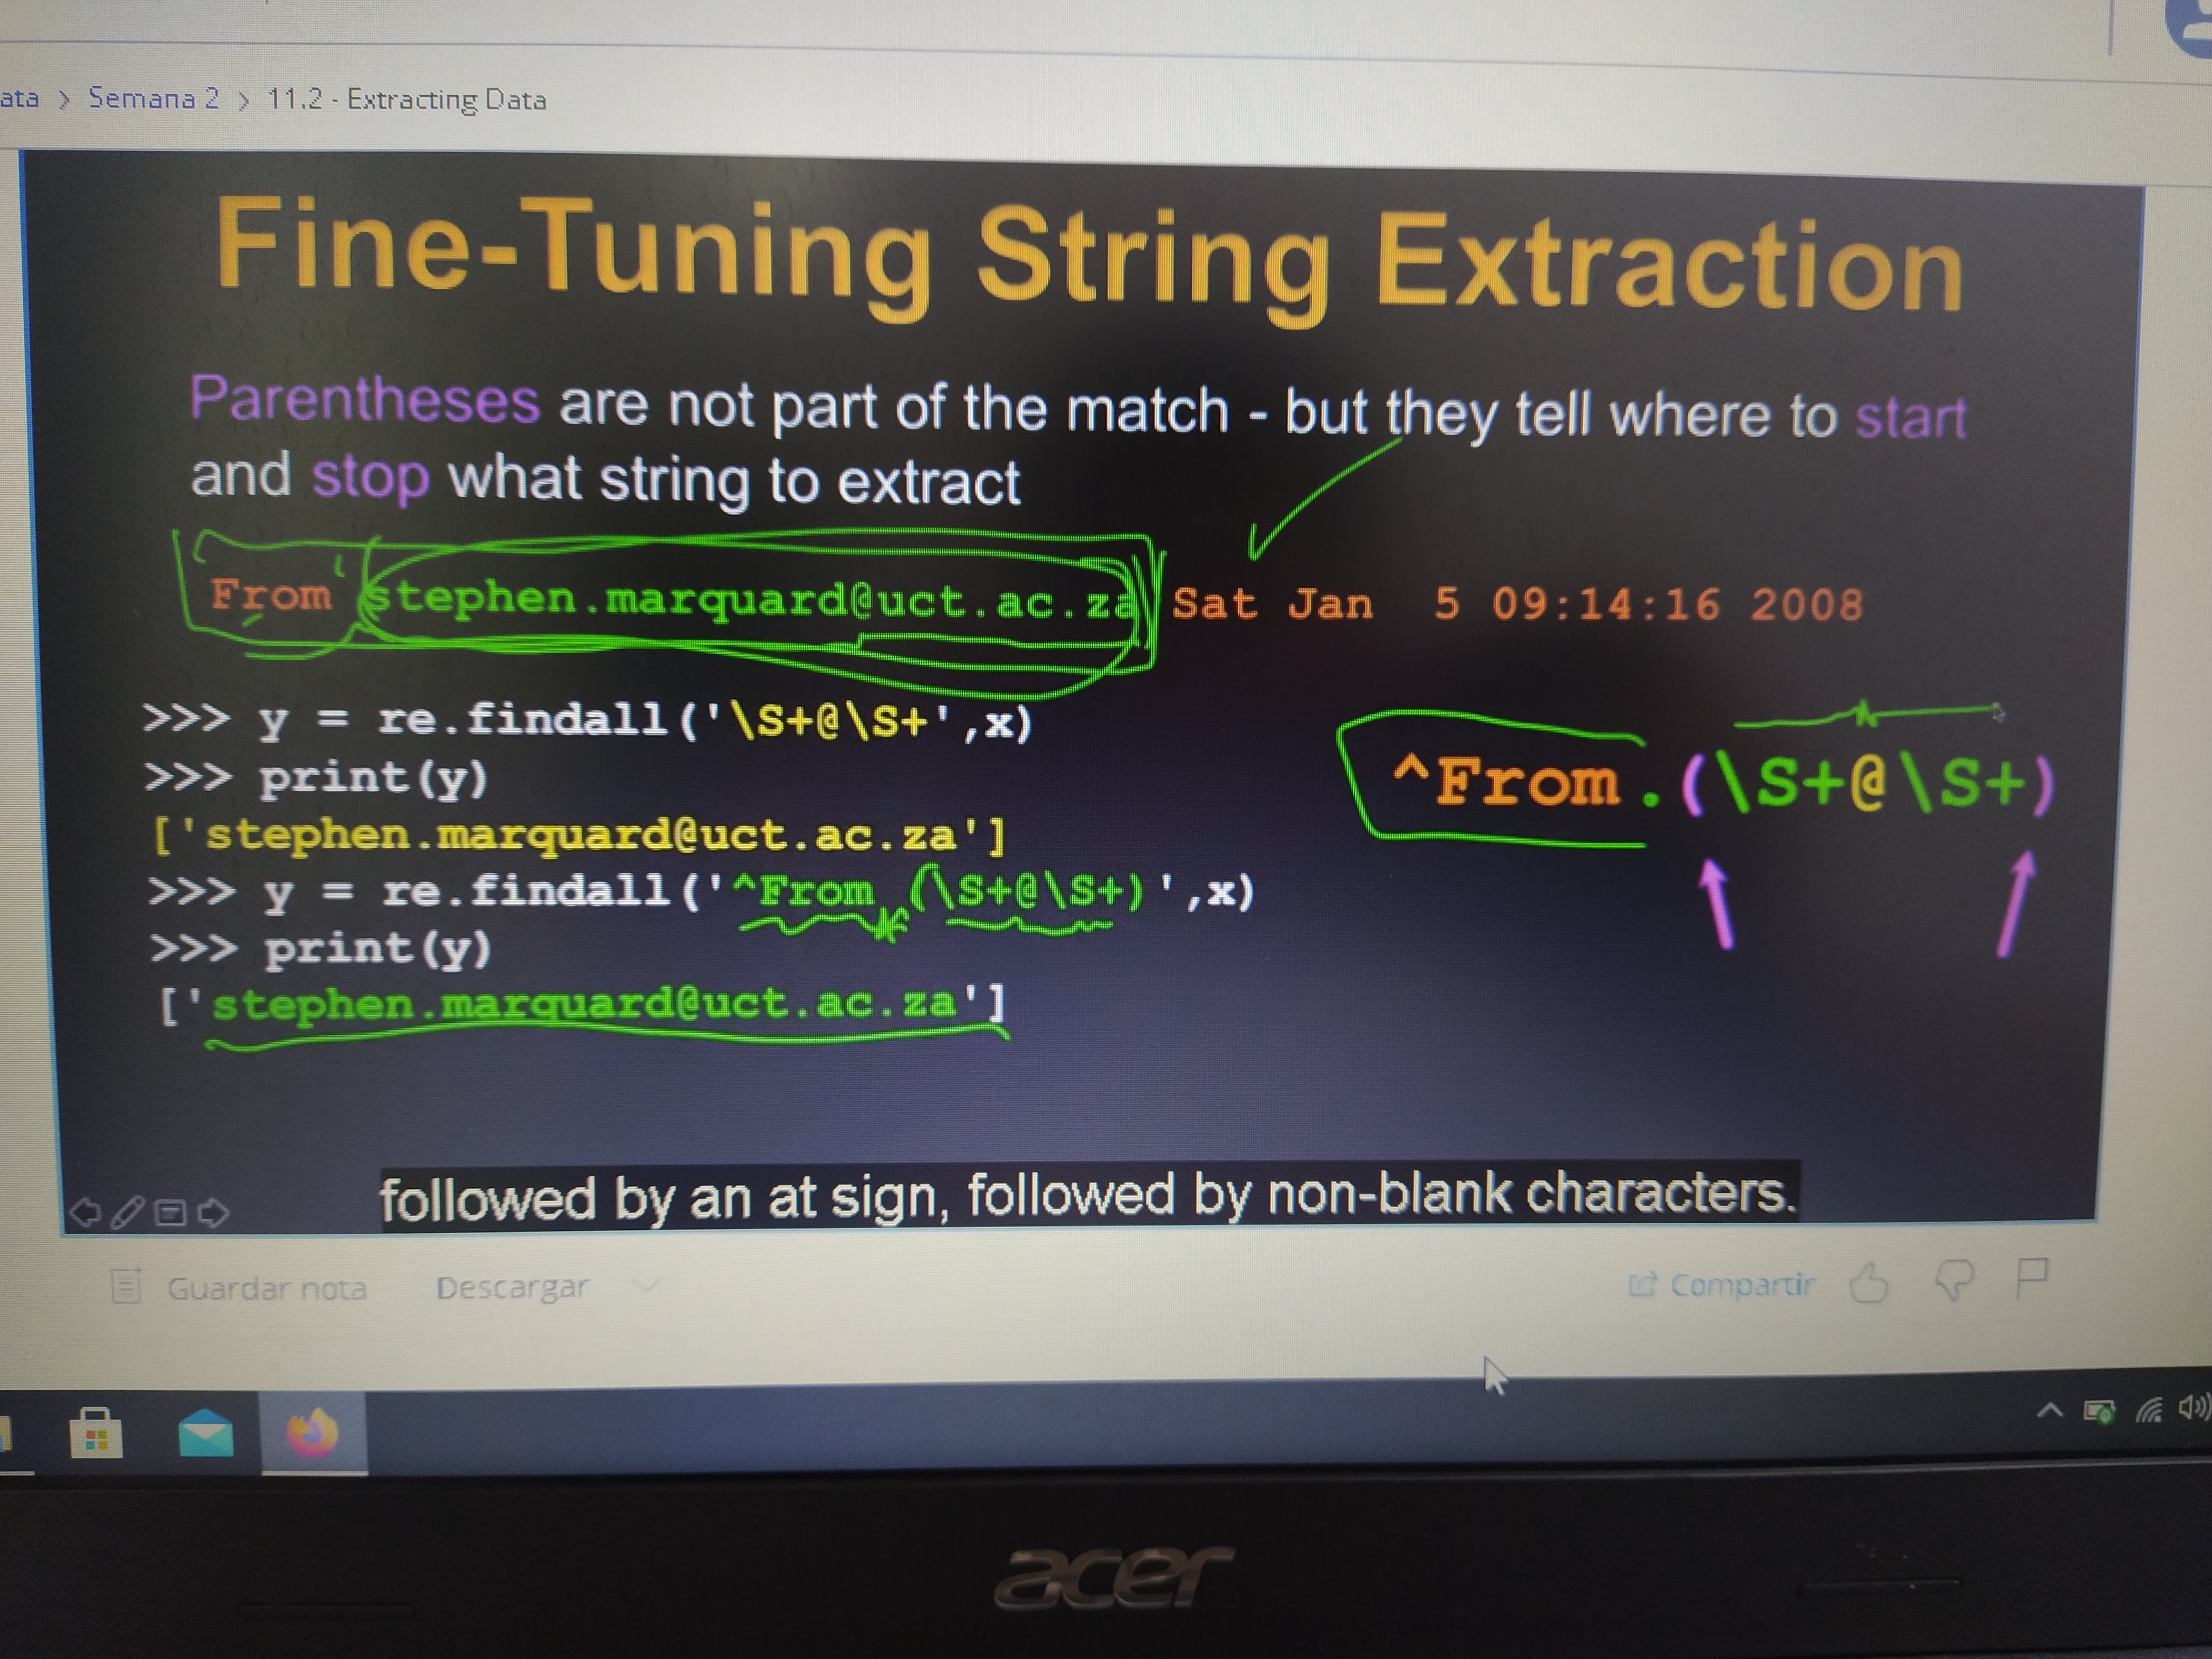 ata > Semana 2 > 11.2 - Extracting Data
Fine-Tuning String Extraction
Parentheses are not part of the match - but they tell where to start
and stop what string to extract
From stephen.marquard@uct.ac.za Sat Jan  5 09:14:16 2008
>>> y = re.findall('\S+@\S+',x)
>>> print(y)
['stephen.marquard@uct.ac.za']
>>> y = re.findall('^From (\S+@\S+)',x)
>>> print(y)
['stephen.marquard@uct.ac.za']
^From.(\S+@\S+)
followed by an at sign, followed by non-blank characters.
Guardar nota Descargar Compartir
acer